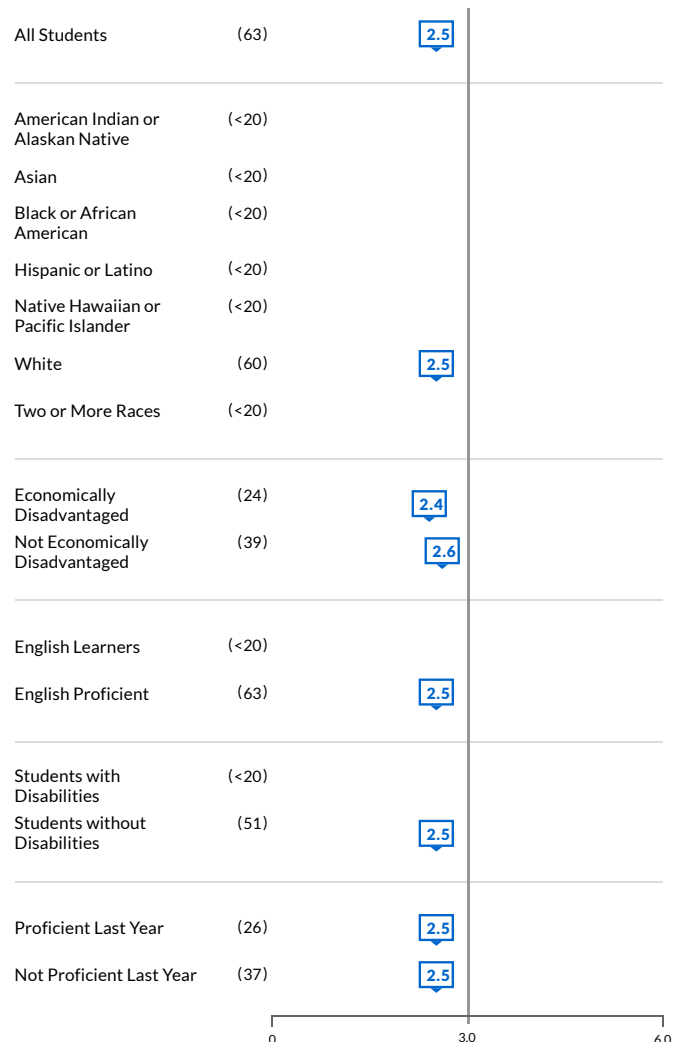 All Students (63) 2.5
American Indian or (<20)
Alaskan Native
Asian (<20)
Black or African (<20)
American
Hispanic or Latino (<20)
Native Hawaiian or (<20)
Pacific Islander
White (60) 2.5
Two or More Races (<20)
Economically (24) 2.4
Disadvantaged
Not Economically (39) 2.6
Disadvantaged
English Learners (<20)
English Proficient (63) 2.5
Students with (<20)
Disabilities
Students without (51) 2.5
Disabilities
Proficient Last Year (26) 2.5
Not Proficient Last Year (37) 2.5
0 3.0 6.0